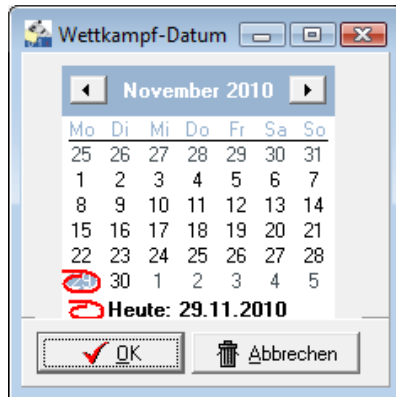 Wettkampf-Datum
November 2010
Mo Di Mi Do Fr Sa So
25 26 27 28 29 30 31
1 2 3 4 5 6 7
8 9 10 11 12 13 14
15 16 17 18 19 20 21
22 23 24 25 26 27 28
29 30 1 2 3 4 5
Heute: 29.11.2010
OK Abbrechen